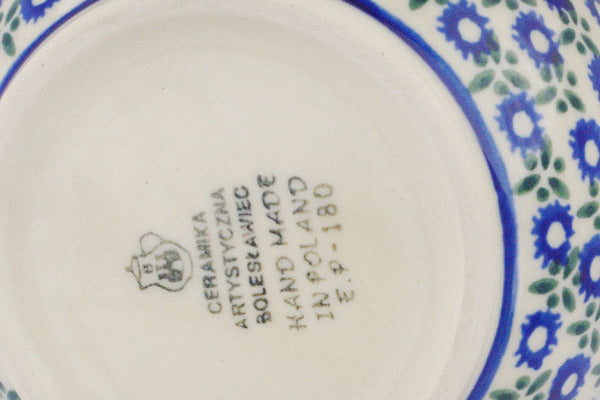 CERAMIKA
ARTYSTYCZNA
BOLESŁAWIEC
HAND MADE
IN POLAND
E.P-180